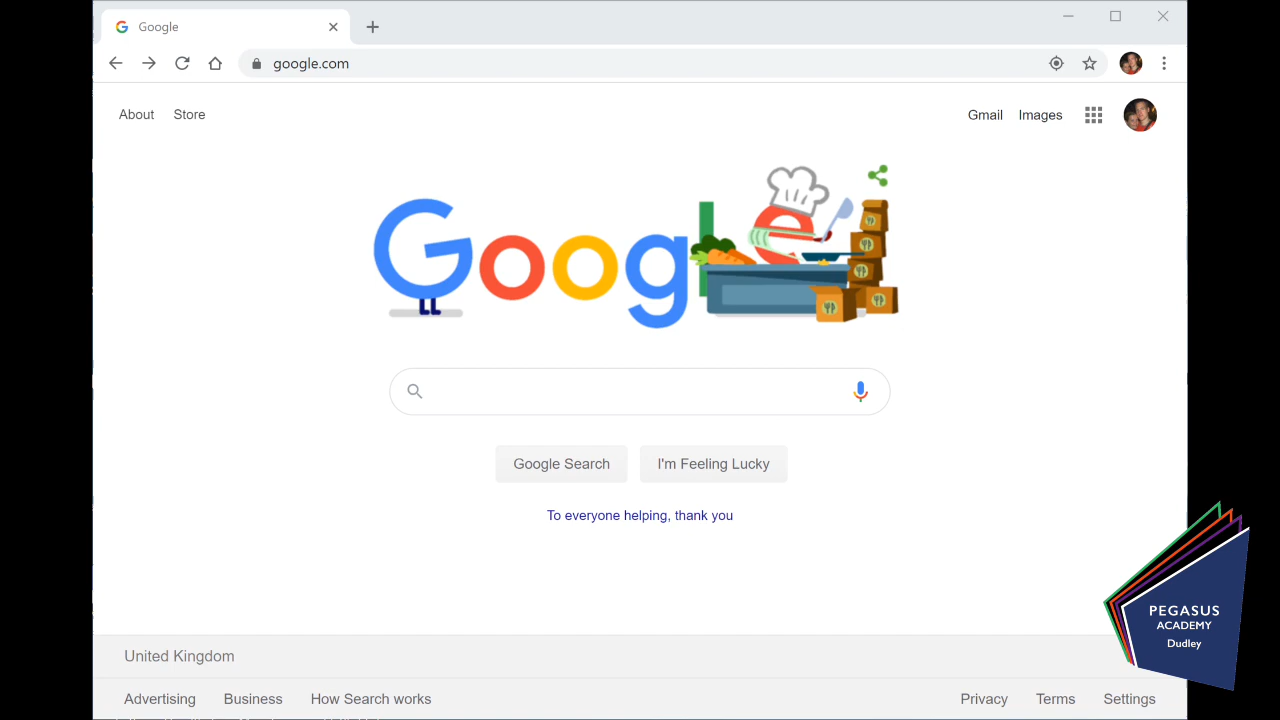 Google
google.com
About Store
Gmail Images
Google
Google Search I'm Feeling Lucky
To everyone helping, thank you
PEGASUS
ACADEMY
Dudley
United Kingdom
Advertising Business How Search works
Privacy Terms Settings